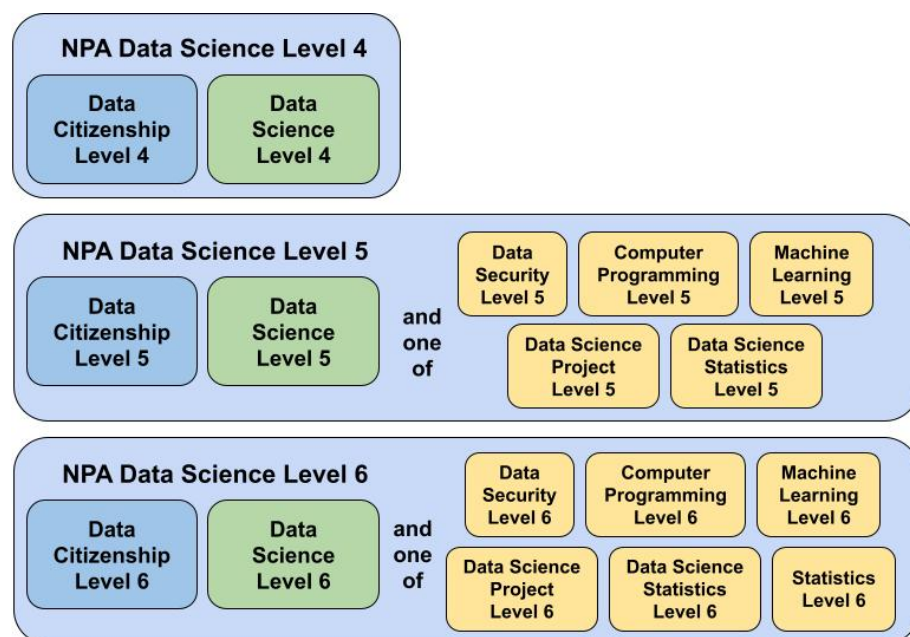 NPA Data Science Level 4
Data
Citizenship
Level 4
Data
Science
Level 4
NPA Data Science Level 5
Data
Citizenship
Level 5
Data
Science
Level 5
and
one
of
Data
Security
Level 5
Computer
Programming
Level 5
Machine
Learning
Level 5
Data Science
Project
Level 5
Data Science
Statistics
Level 5
NPA Data Science Level 6
Data
Citizenship
Level 6
Data
Science
Level 6
and
one
of
Data
Security
Level 6
Computer
Programming
Level 6
Machine
Learning
Level 6
Data Science
Project
Level 6
Data Science
Statistics
Level 6
Statistics
Level 6